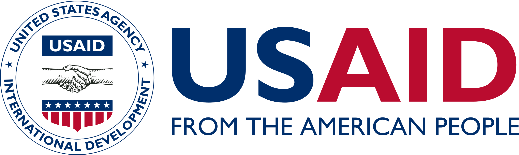 UNITED STATES AGENCY
USAID
INTERNATIONAL DEVELOPMENT
USAID
FROM THE AMERICAN PEOPLE